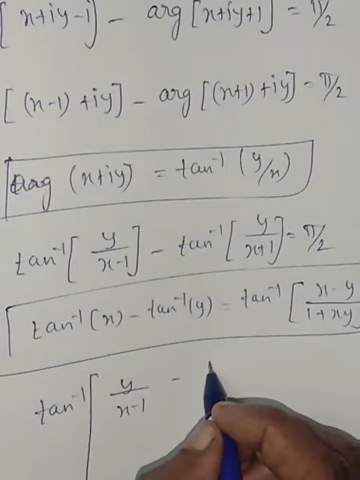 [x+iy-1] - arg [x+iy+1] = π/2
[(x-1)+iy] - arg [(x+1)+iy] = π/2
arg (x+iy) = tan⁻¹ (y/x)
tan⁻¹[y/(x-1)] - tan⁻¹[y/(x+1)] = π/2
tan⁻¹(x) - tan⁻¹(y) = tan⁻¹ [(x-y)/(1+xy)
tan⁻¹[ y/(x-1) -